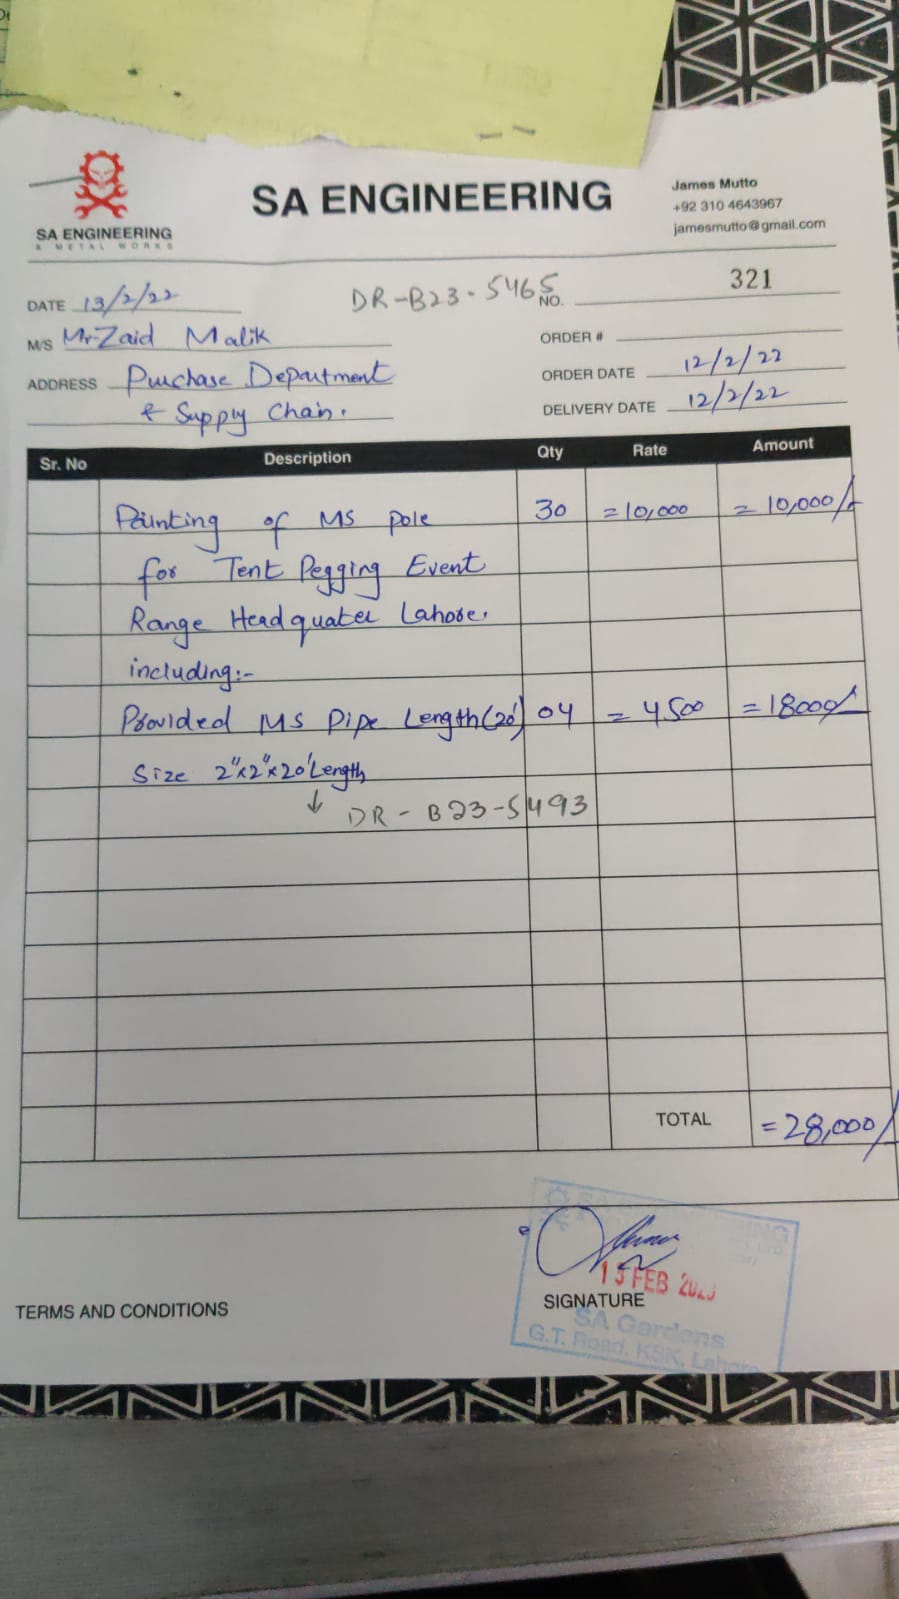 SA ENGINEERING
& METAL WORKS
SA ENGINEERING
James Mutto
+92 310 4643967
jamesmutto@gmail.com
DATE 13/2/22
DR-B23-5465
NO. 321
M/S Mr Zaid Malik
ORDER #
ADDRESS Purchase Department
& Supply Chain.
ORDER DATE 12/2/22
DELIVERY DATE 12/2/22
Sr. No Description Qty Rate Amount
Painting of MS pole 30 =10,000 =10,000/-
for Tent Pegging Event
Range Headquater Lahore.
including:-
Provided MS Pipe Length(20') 04 =4500 =18000/-
Size 2"x2"x20'Length
↓ DR-B23-5493
TOTAL =28,000/
SA ENGINEERING
13 FEB 2023
SIGNATURE
SA Gardens
G.T. Road, KSK, Lahore
TERMS AND CONDITIONS